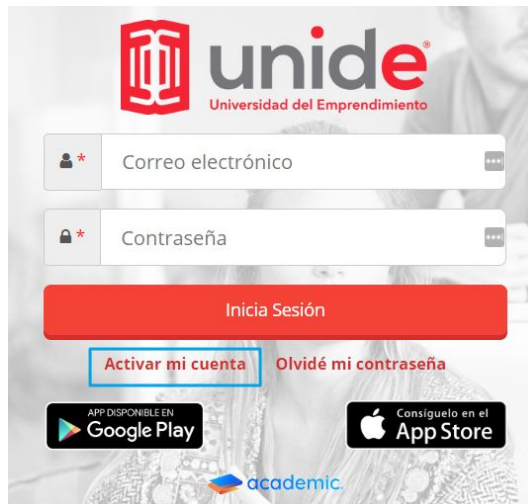 unide®
Universidad del Emprendimiento
* Correo electrónico
* Contraseña
Inicia Sesión
Activar mi cuenta Olvidé mi contraseña
APP DISPONIBLE EN
Google Play
Consíguelo en el
App Store
academic.